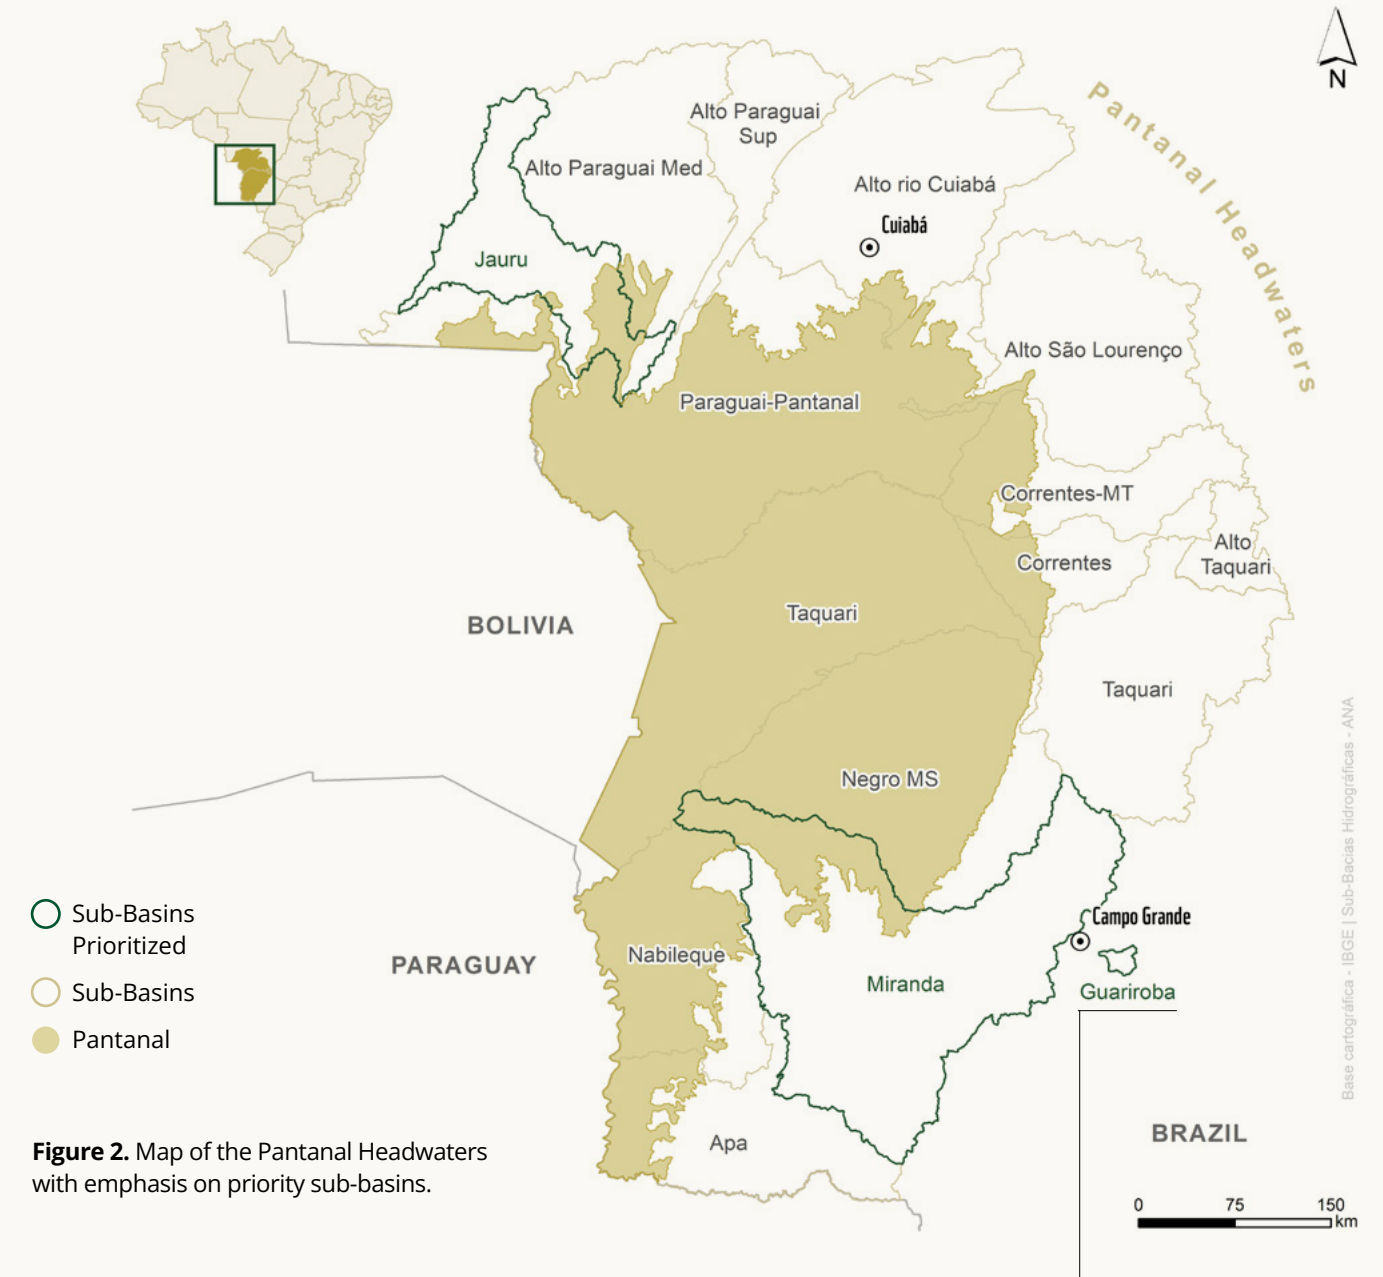 N
Pantanal Headwaters
Alto Paraguai
Sup
Alto Paraguai Med
Alto rio Cuiabá
Cuiabá
Jauru
Alto São Lourenço
Paraguai-Pantanal
Correntes-MT
Alto
Taquari
Correntes
Taquari
BOLIVIA
Taquari
Negro MS
Campo Grande
Nabileque
PARAGUAY
Miranda
Guariroba
Apa
BRAZIL
Sub-Basins
Prioritized
Sub-Basins
Pantanal
Figure 2. Map of the Pantanal Headwaters
with emphasis on priority sub-basins.
0 75 150
km
Base cartográfica - IBGE | Sub-Bacias Hidrográficas - ANA